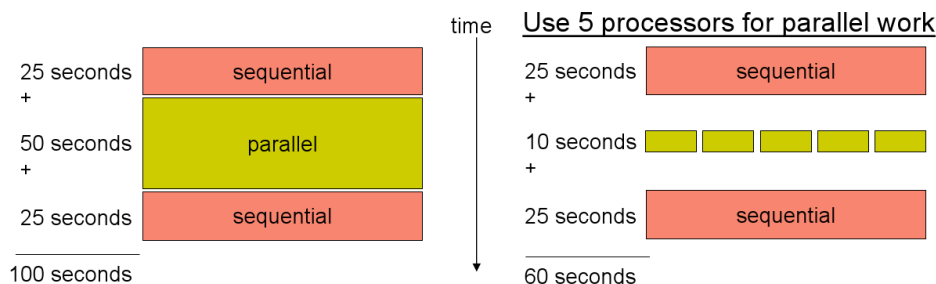 time
25 seconds
sequential
+
50 seconds
parallel
+
25 seconds
sequential
100 seconds
Use 5 processors for parallel work
25 seconds
sequential
+
10 seconds
+
25 seconds
sequential
60 seconds